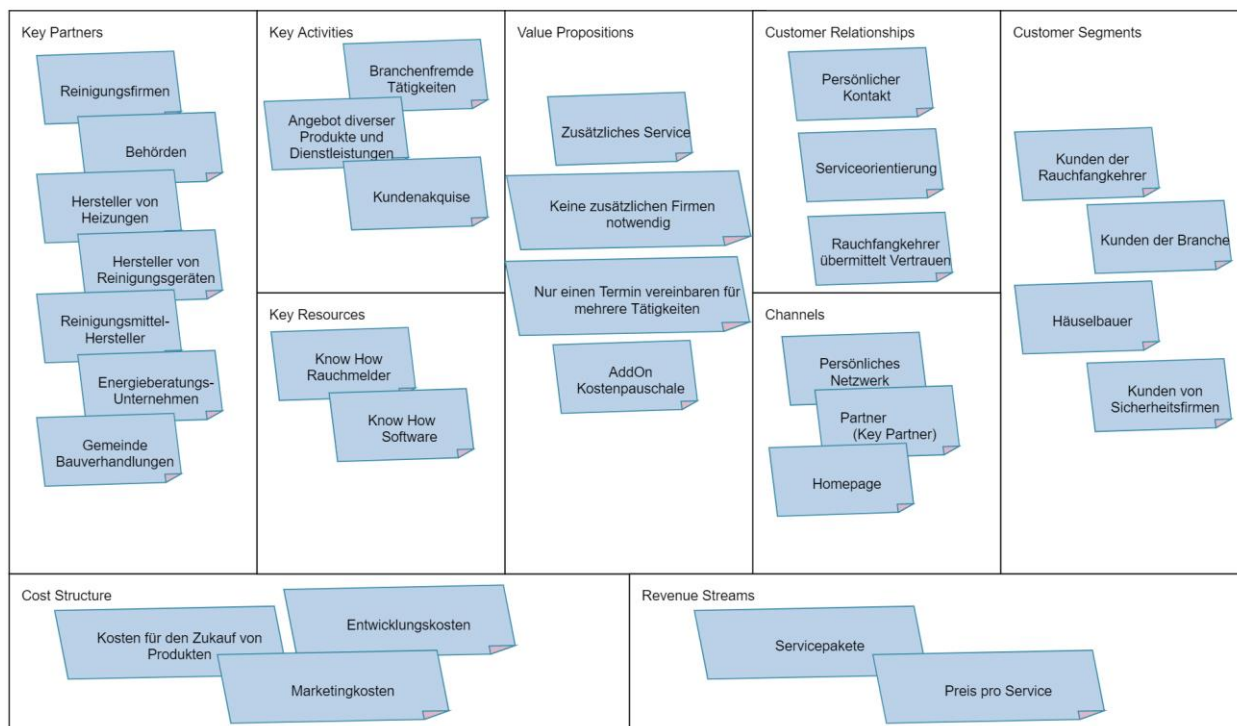 Key Partners
Reinigungsfirmen
Behörden
Hersteller von
Heizungen
Hersteller von
Reinigungsgeräten
Reinigungsmittel-
Hersteller
Energieberatungs-
Unternehmen
Gemeinde
Bauverhandlungen
Key Activities
Branchenfremde
Tätigkeiten
Angebot diverser
Produkte und
Dienstleistungen
Kundenakquise
Key Resources
Know How
Rauchmelder
Know How
Software
Value Propositions
Zusätzliches Service
Keine zusätzlichen Firmen
notwendig
Nur einen Termin vereinbaren für
mehrere Tätigkeiten
AddOn
Kostenpauschale
Customer Relationships
Persönlicher
Kontakt
Serviceorientierung
Rauchfangkehrer
übermittelt Vertrauen
Channels
Persönliches
Netzwerk
Partner
(Key Partner)
Homepage
Customer Segments
Kunden der
Rauchfangkehrer
Kunden der Branche
Häuselbauer
Kunden von
Sicherheitsfirmen
Cost Structure
Kosten für den Zukauf von
Produkten
Entwicklungskosten
Marketingkosten
Revenue Streams
Servicepakete
Preis pro Service